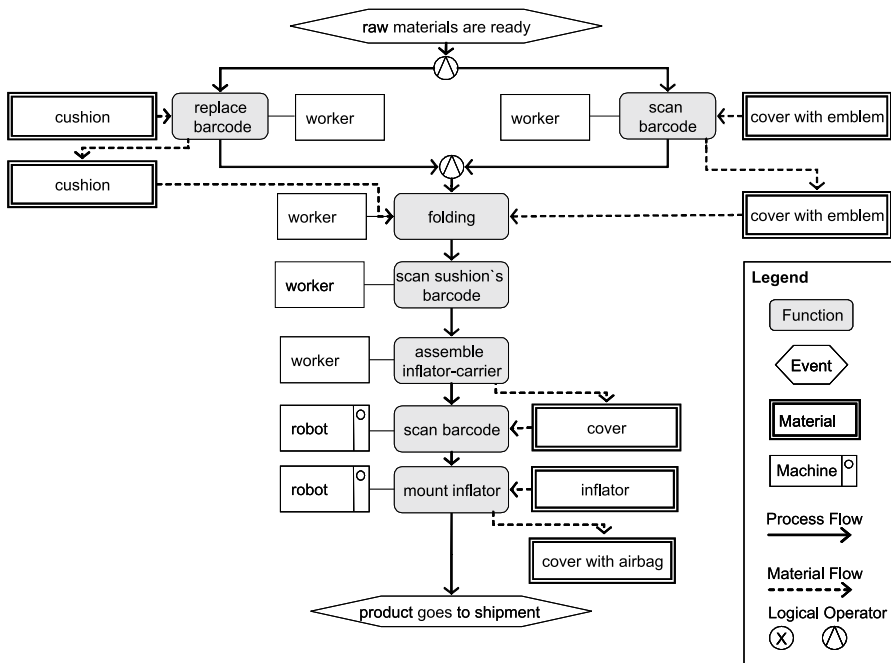 raw materials are ready
cushion
replace
barcode
worker
worker
scan
barcode
cover with emblem
cushion
cover with emblem
worker
folding
worker
scan sushion`s
barcode
worker
assemble
inflator-carrier
robot
scan barcode
cover
robot
mount inflator
inflator
cover with airbag
product goes to shipment
Legend
Function
Event
Material
Machine
Process Flow
Material Flow
Logical Operator
X